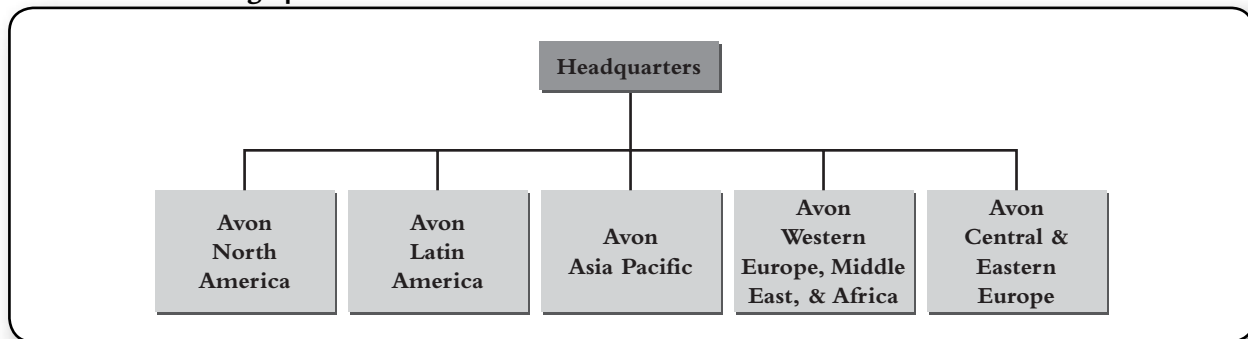 Headquarters
Avon
North
America
Avon
Latin
America
Avon
Asia Pacific
Avon
Western
Europe, Middle
East, & Africa
Avon
Central &
Eastern
Europe